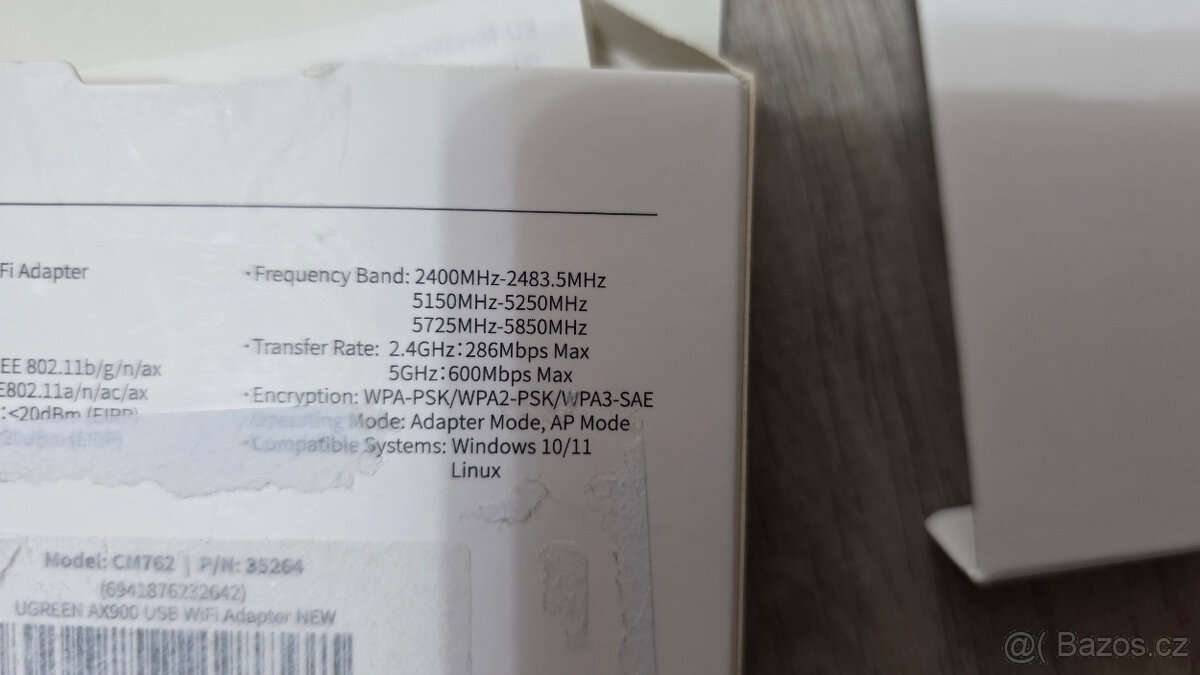 Fi Adapter
EE 802.11b/g/n/ax
E802.11a/n/ac/ax
:<20dBm (EIRP)
20dBm (EIRP)
·Frequency Band: 2400MHz-2483.5MHz
5150MHz-5250MHz
5725MHz-5850MHz
·Transfer Rate: 2.4GHz:286Mbps Max
5GHz:600Mbps Max
·Encryption: WPA-PSK/WPA2-PSK/WPA3-SAE
·Operating Mode: Adapter Mode, AP Mode
·Compatible Systems: Windows 10/11
Linux
Model: CM762 | P/N: 35264
(6941876232642)
UGREEN AX900 USB WiFi Adapter NEW
@( Bazos.cz